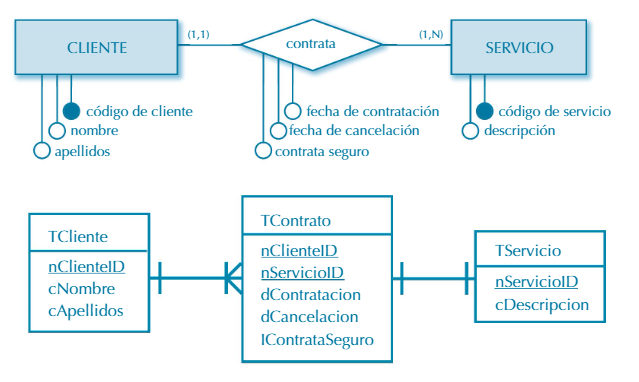 CLIENTE
(1,1)
contrata
(1,N)
SERVICIO
código de cliente
nombre
apellidos
fecha de contratación
fecha de cancelación
contrata seguro
código de servicio
descripción
TCliente
nClienteID
cNombre
cApellidos
TContrato
nClienteID
nServicioID
dContratacion
dCancelacion
lContrataSeguro
TServicio
nServicioID
cDescripcion